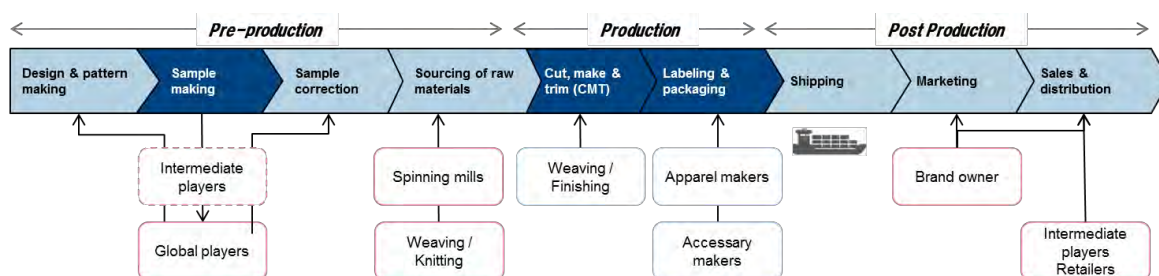 Pre-production
Production
Post Production
Design & pattern
making
Sample
making
Sample
correction
Sourcing of raw
materials
Cut, make &
trim (CMT)
Labeling &
packaging
Shipping
Marketing
Sales &
distribution
Intermediate
players
Global players
Spinning mills
Weaving /
Knitting
Weaving /
Finishing
Apparel makers
Accessary
makers
Brand owner
Intermediate
players
Retailers